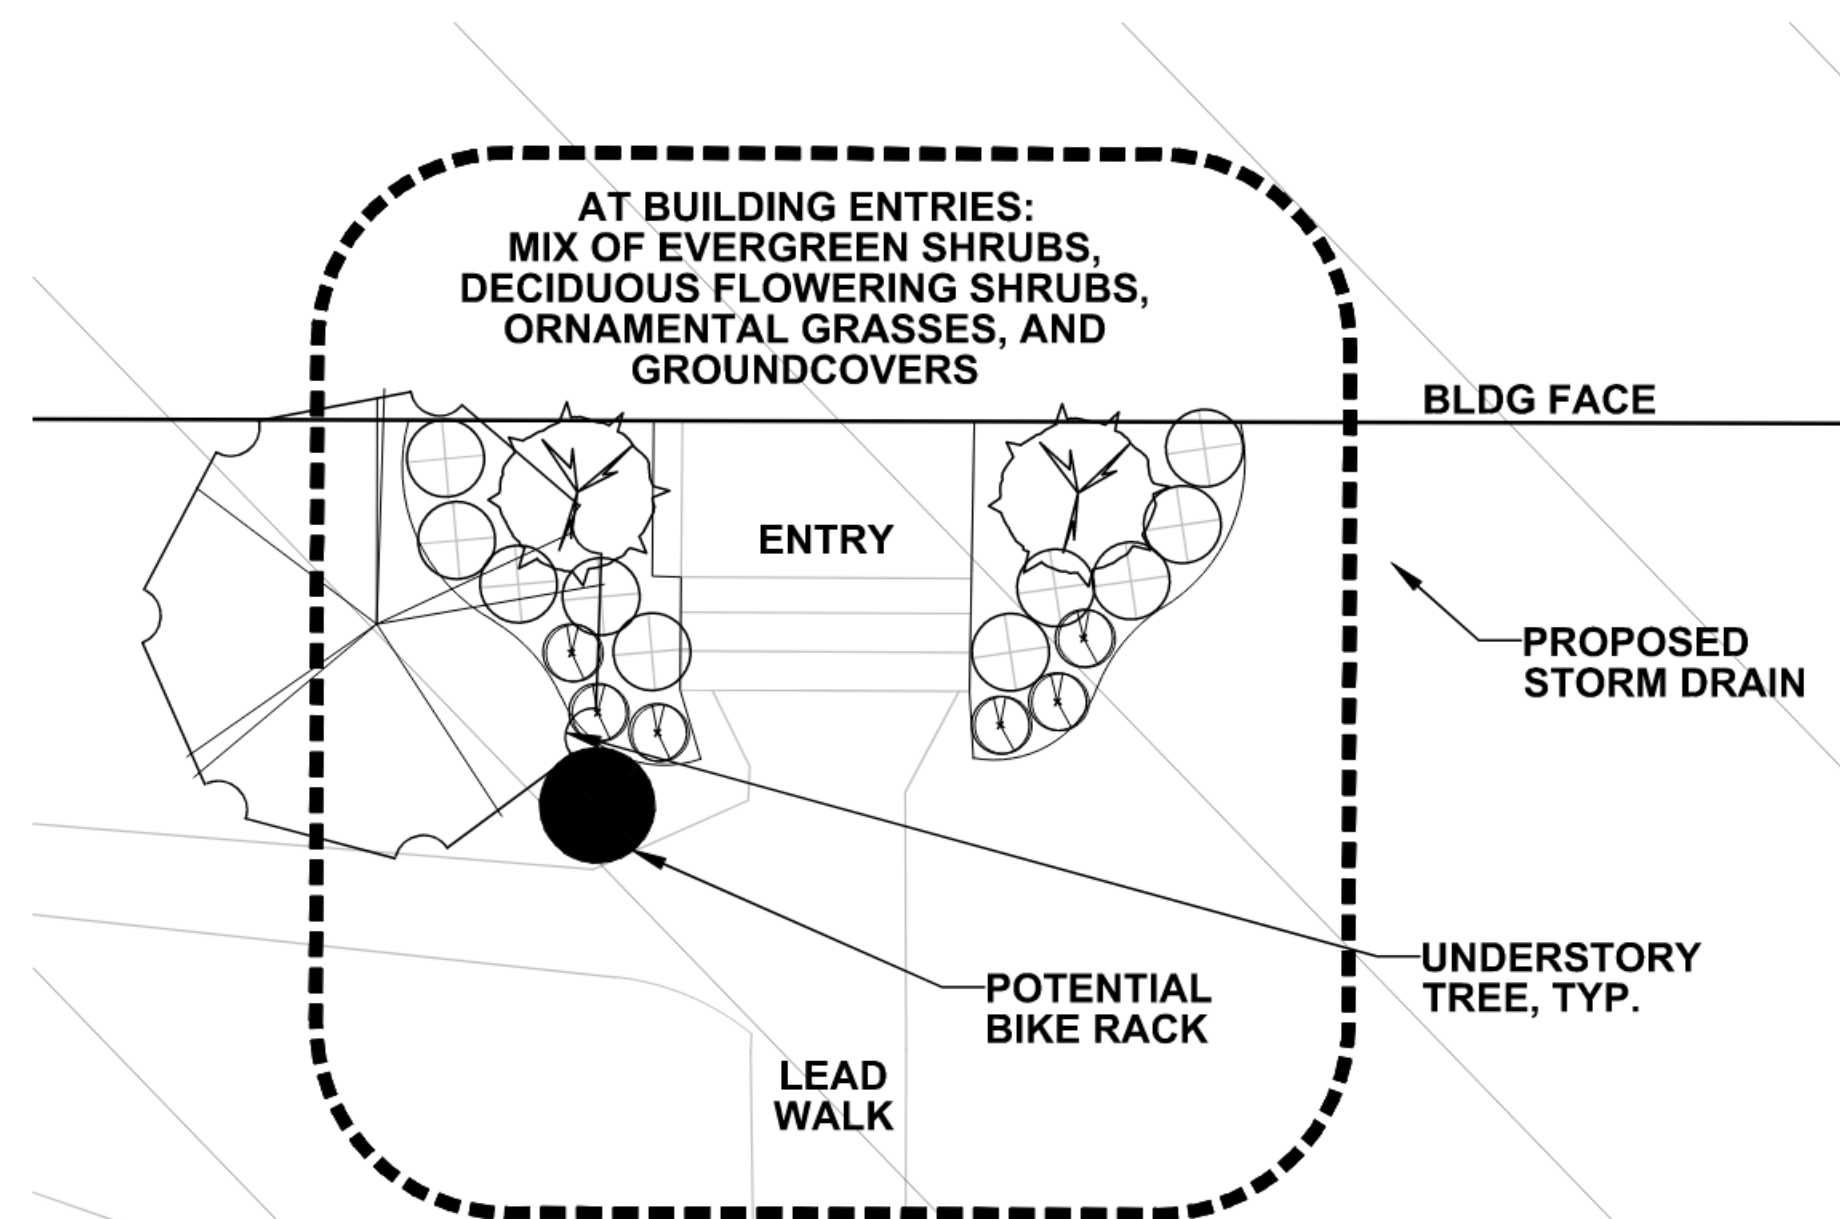 AT BUILDING ENTRIES:
MIX OF EVERGREEN SHRUBS,
DECIDUOUS FLOWERING SHRUBS,
ORNAMENTAL GRASSES, AND
GROUNDCOVERS
BLDG FACE
ENTRY
PROPOSED
STORM DRAIN
UNDERSTORY
TREE, TYP.
POTENTIAL
BIKE RACK
LEAD
WALK